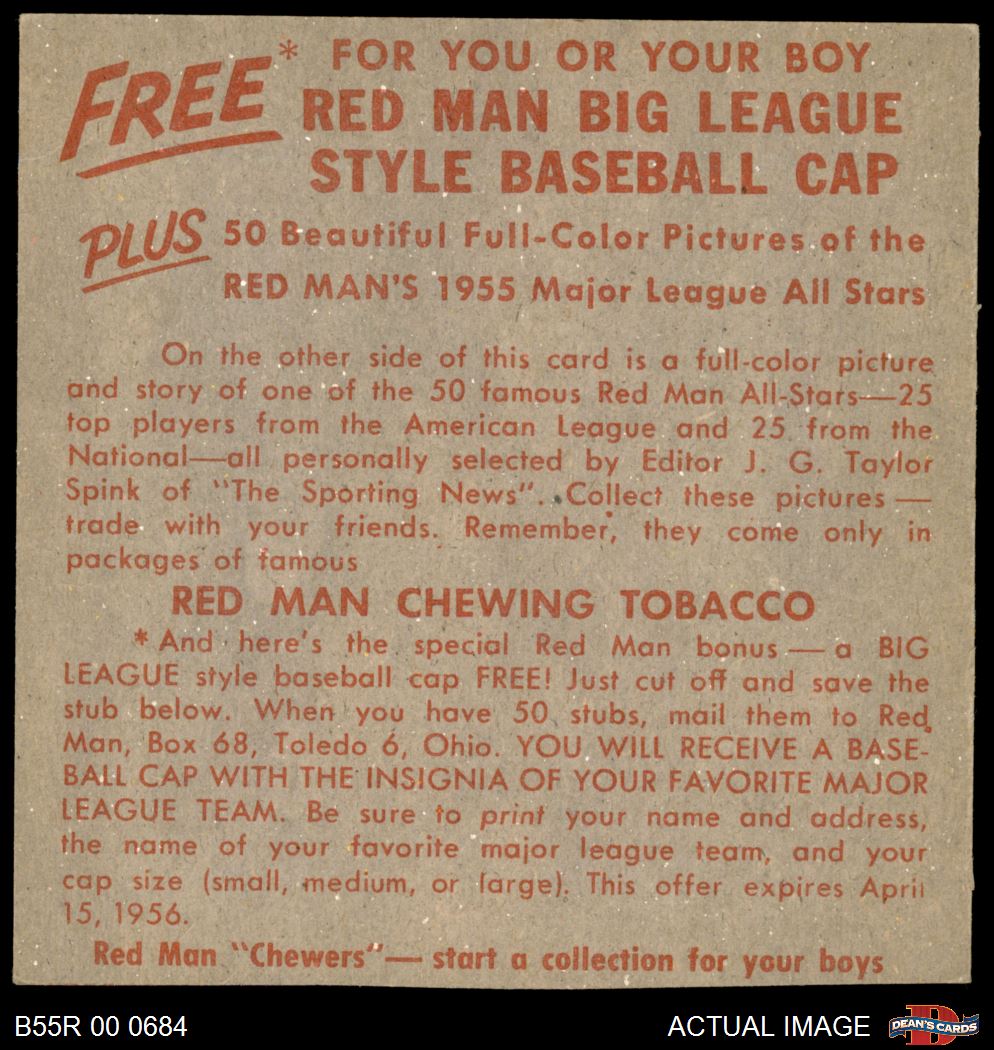 FREE* FOR YOU OR YOUR BOY
RED MAN BIG LEAGUE
STYLE BASEBALL CAP
PLUS 50 Beautiful Full-Color Pictures of the
RED MAN'S 1955 Major League All Stars
On the other side of this card is a full-color picture
and story of one of the 50 famous Red Man All-Stars—25
top players from the American League and 25 from the
National—all personally selected by Editor J. G. Taylor
Spink of "The Sporting News". Collect these pictures —
trade with your friends. Remember, they come only in
packages of famous
RED MAN CHEWING TOBACCO
* And here's the special Red Man bonus — a BIG
LEAGUE style baseball cap FREE! Just cut off and save the
stub below. When you have 50 stubs, mail them to Red
Man, Box 68, Toledo 6, Ohio. YOU WILL RECEIVE A BASE-
BALL CAP WITH THE INSIGNIA OF YOUR FAVORITE MAJOR
LEAGUE TEAM. Be sure to print your name and address,
the name of your favorite major league team, and your
cap size (small, medium, or large). This offer expires April
15, 1956.
Red Man "Chewers"— start a collection for your boys
B55R 00 0684
ACTUAL IMAGE
DEAN'S CARDS